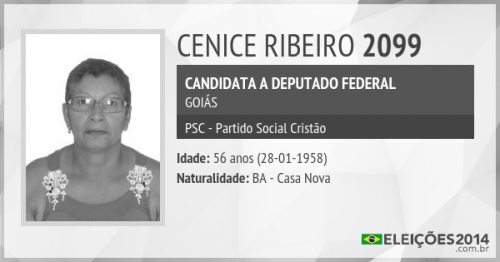 CENICE RIBEIRO 2099
CANDIDATA A DEPUTADO FEDERAL
GOIÁS
PSC - Partido Social Cristão
Idade: 56 anos (28-01-1958)
Naturalidade: BA - Casa Nova
ELEIÇÕES2014
.com.br